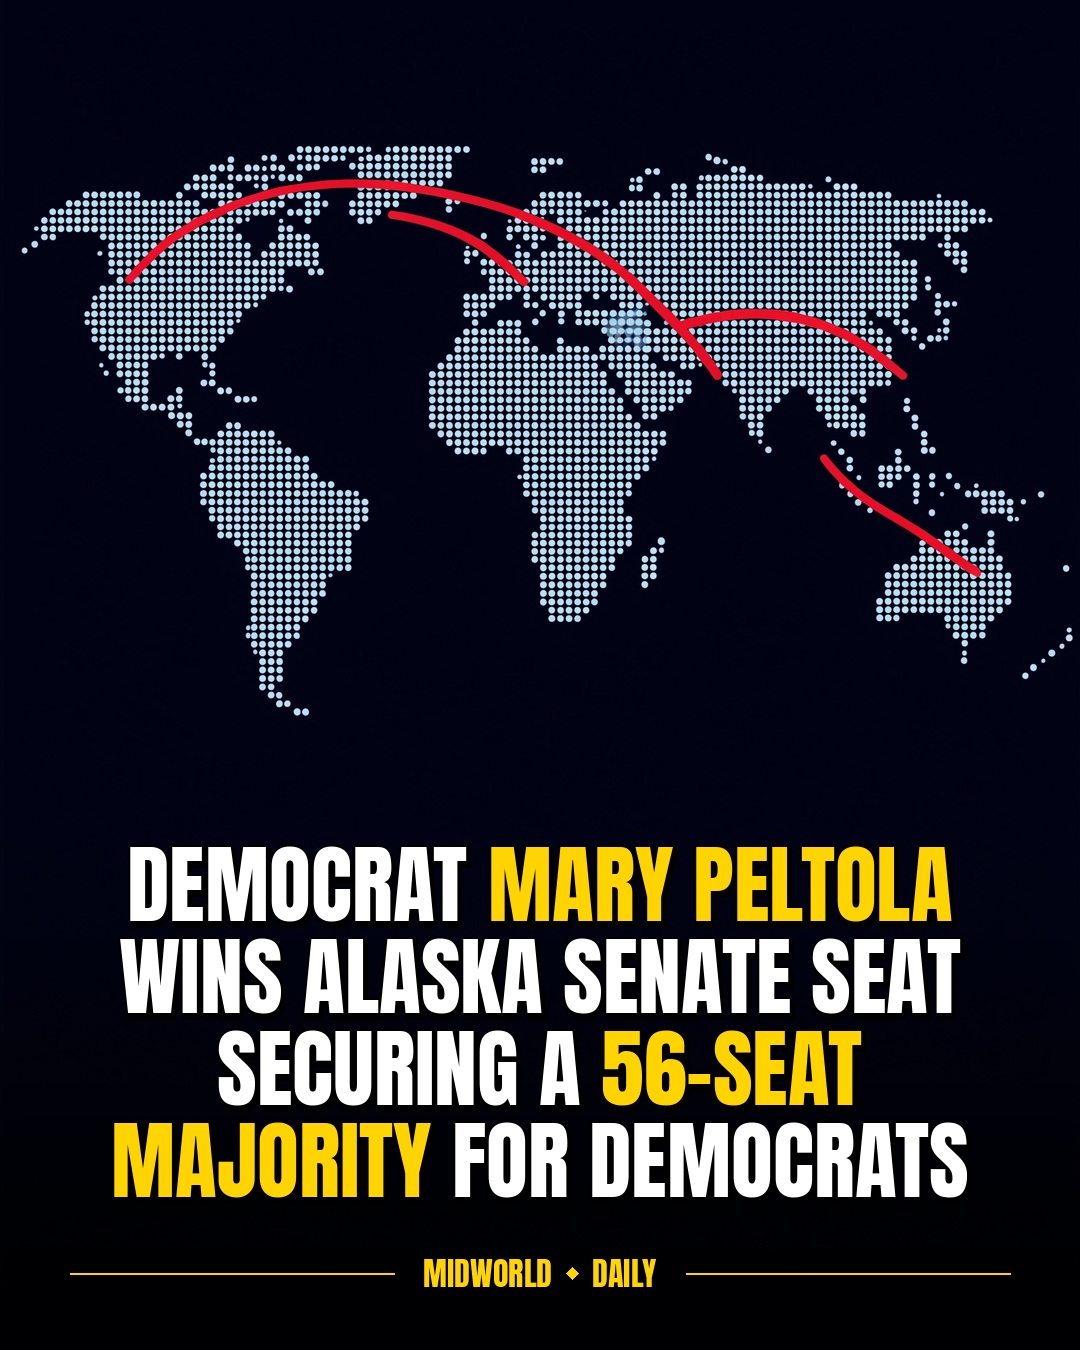 DEMOCRAT MARY PELTOLA
WINS ALASKA SENATE SEAT
SECURING A 56-SEAT
MAJORITY FOR DEMOCRATS
MIDWORLD ◆ DAILY